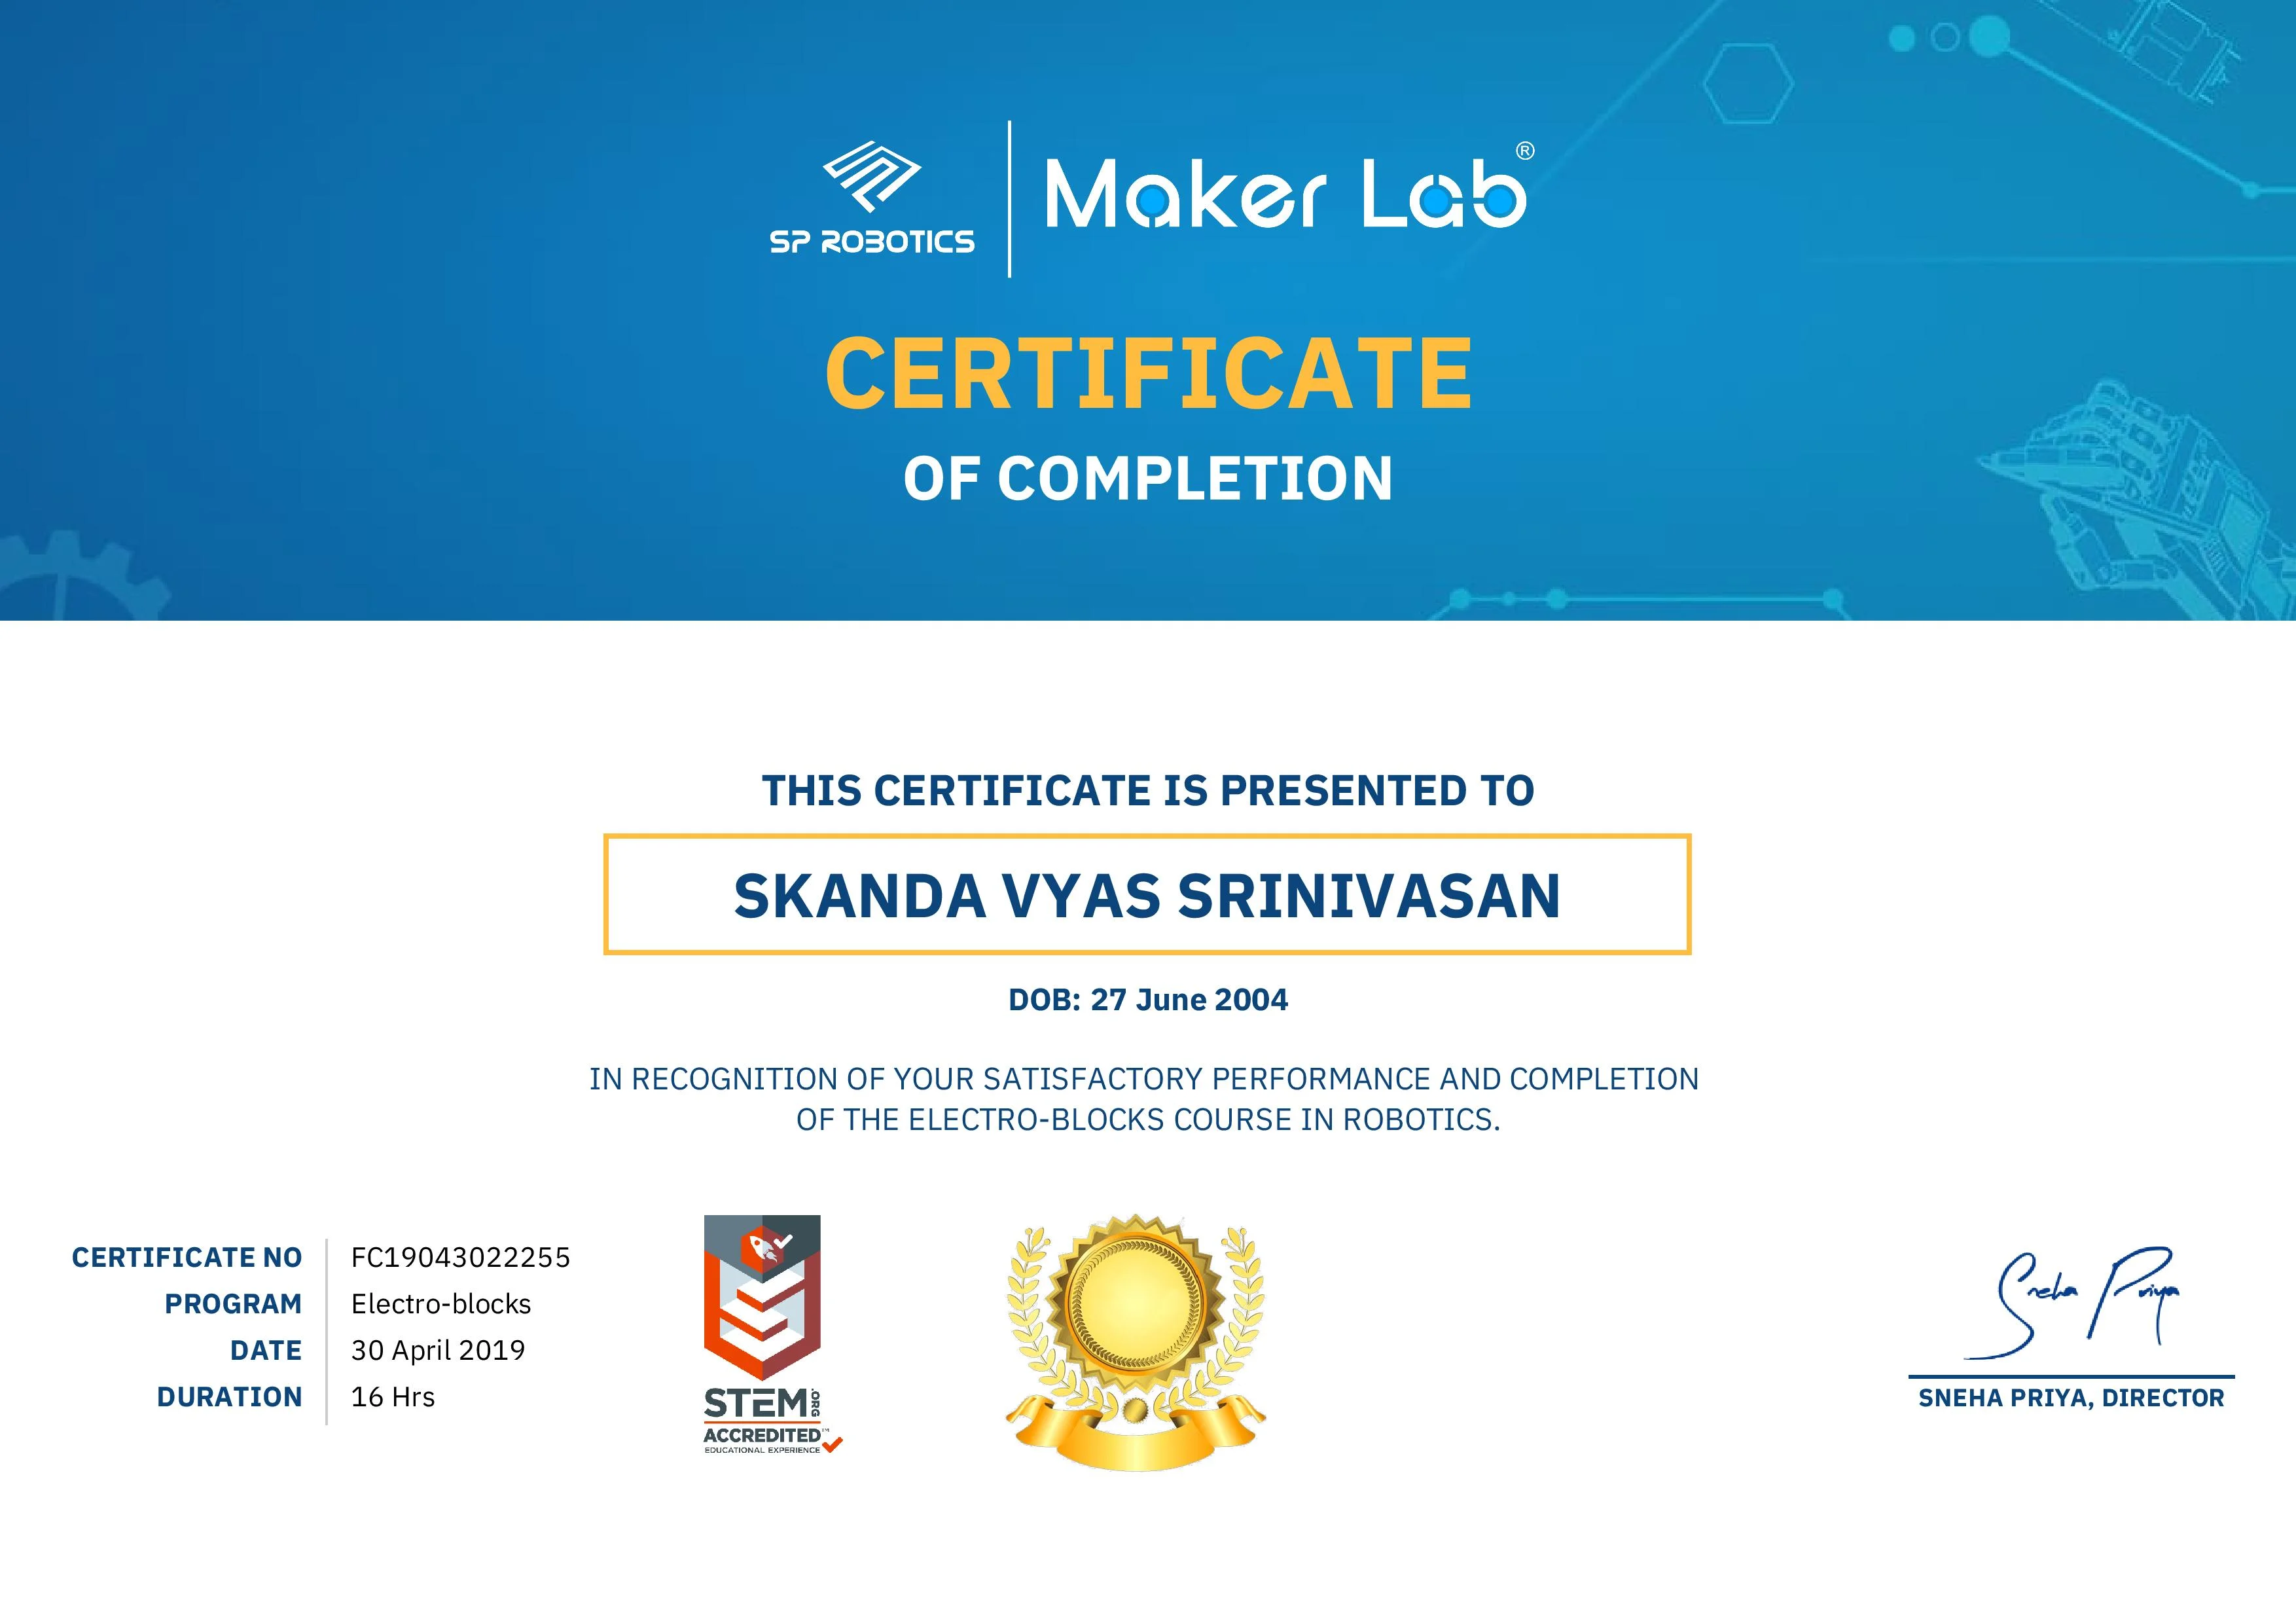 SP ROBOTICS
Maker Lab®
CERTIFICATE
OF COMPLETION
THIS CERTIFICATE IS PRESENTED TO
SKANDA VYAS SRINIVASAN
DOB: 27 June 2004
IN RECOGNITION OF YOUR SATISFACTORY PERFORMANCE AND COMPLETION
OF THE ELECTRO-BLOCKS COURSE IN ROBOTICS.
CERTIFICATE NO FC19043022255
PROGRAM Electro-blocks
DATE 30 April 2019
DURATION 16 Hrs
STEM.ORG
ACCREDITED™
EDUCATIONAL EXPERIENCE
Sneha Priya
SNEHA PRIYA, DIRECTOR